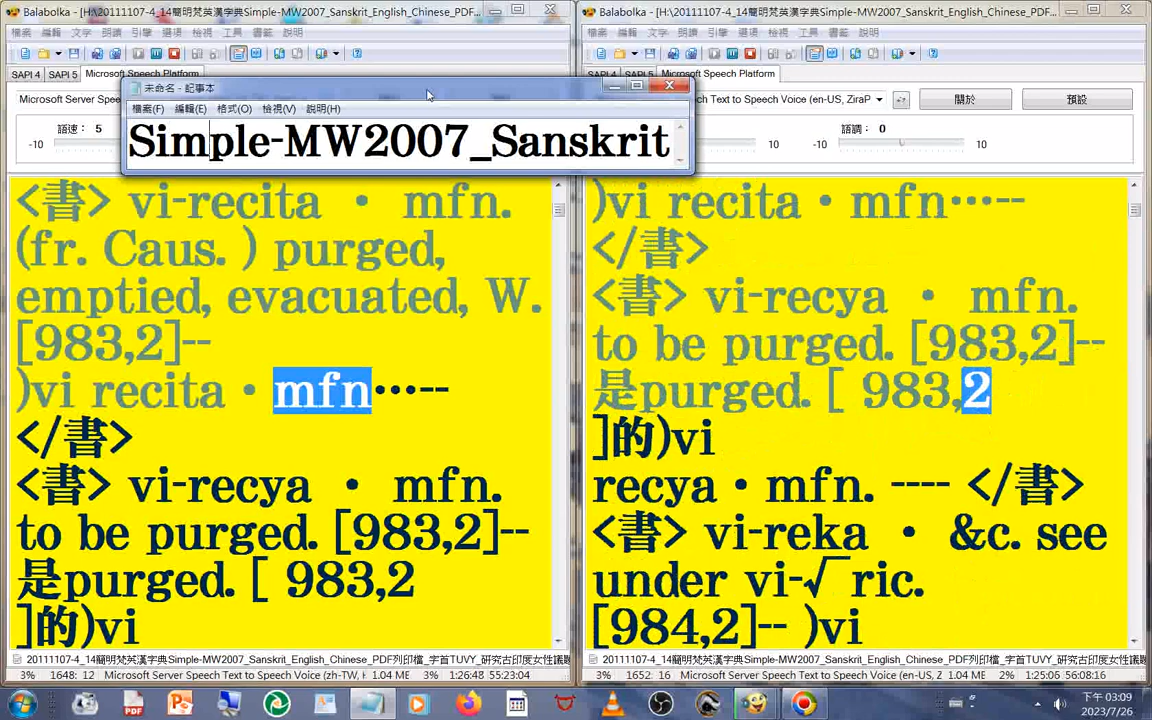 Balabolka - [H:\20111107-4_14簡明梵英漢字典Simple-MW2007_Sanskrit_English_Chinese_PDF...
檔案 編輯 文字 朗讀 引擎 選項 檢視 工具 書籤 說明
SAPI 4 SAPI 5 Microsoft Speech Platform
Microsoft Server Speech
語速： 5
-10
<書> vi-recita • mfn.
(fr. Caus. ) purged,
emptied, evacuated, W.
[983,2]--
)vi recita • mfn…--
</書>
<書> vi-recya • mfn.
to be purged. [983,2]--
是purged. [ 983,2
]的)vi
20111107-4_14簡明梵英漢字典Simple-MW2007_Sanskrit_English_Chinese_PDF列印檔_字首TUVY_研究古印度女性議題
3% 1648: 12 Microsoft Server Speech Text to Speech Voice (zh-TW, H 1.04 MB 3% 1:26:48 55:23:04
未命名 - 記事本
檔案(F) 編輯(E) 格式(O) 檢視(V) 說明(H)
Simple-MW2007_Sanskrit
Balabolka - [H:\20111107-4_14簡明梵英漢字典Simple-MW2007_Sanskrit_English_Chinese_PDF...
檔案 編輯 文字 朗讀 引擎 選項 檢視 工具 書籤 說明
Microsoft Speech Platform
Text to Speech Voice (en-US, ZiraP
關於 預設
語調： 0
10 -10 10
)vi recita • mfn…--
</書>
<書> vi-recya • mfn.
to be purged. [983,2]--
是purged. [ 983,2
]的)vi
recya • mfn. ---- </書>
<書> vi-reka • &c. see
under vi-√ ric.
[984,2]-- )vi
20111107-4_14簡明梵英漢字典Simple-MW2007_Sanskrit_English_Chinese_PDF列印檔_字首TUVY_研究古印度女性議題
3% 1652: 16 Microsoft Server Speech Text to Speech Voice (en-US, Z 1.04 MB 2% 1:25:06 56:08:16
下午 03:09
2023/7/26